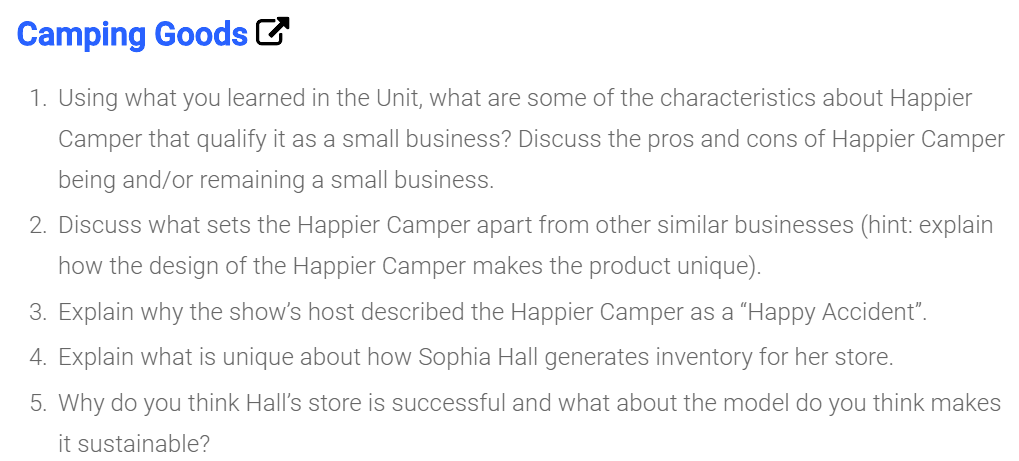 Camping Goods
1. Using what you learned in the Unit, what are some of the characteristics about Happier
Camper that qualify it as a small business? Discuss the pros and cons of Happier Camper
being and/or remaining a small business.
2. Discuss what sets the Happier Camper apart from other similar businesses (hint: explain
how the design of the Happier Camper makes the product unique).
3. Explain why the show’s host described the Happier Camper as a “Happy Accident”.
4. Explain what is unique about how Sophia Hall generates inventory for her store.
5. Why do you think Hall’s store is successful and what about the model do you think makes
it sustainable?